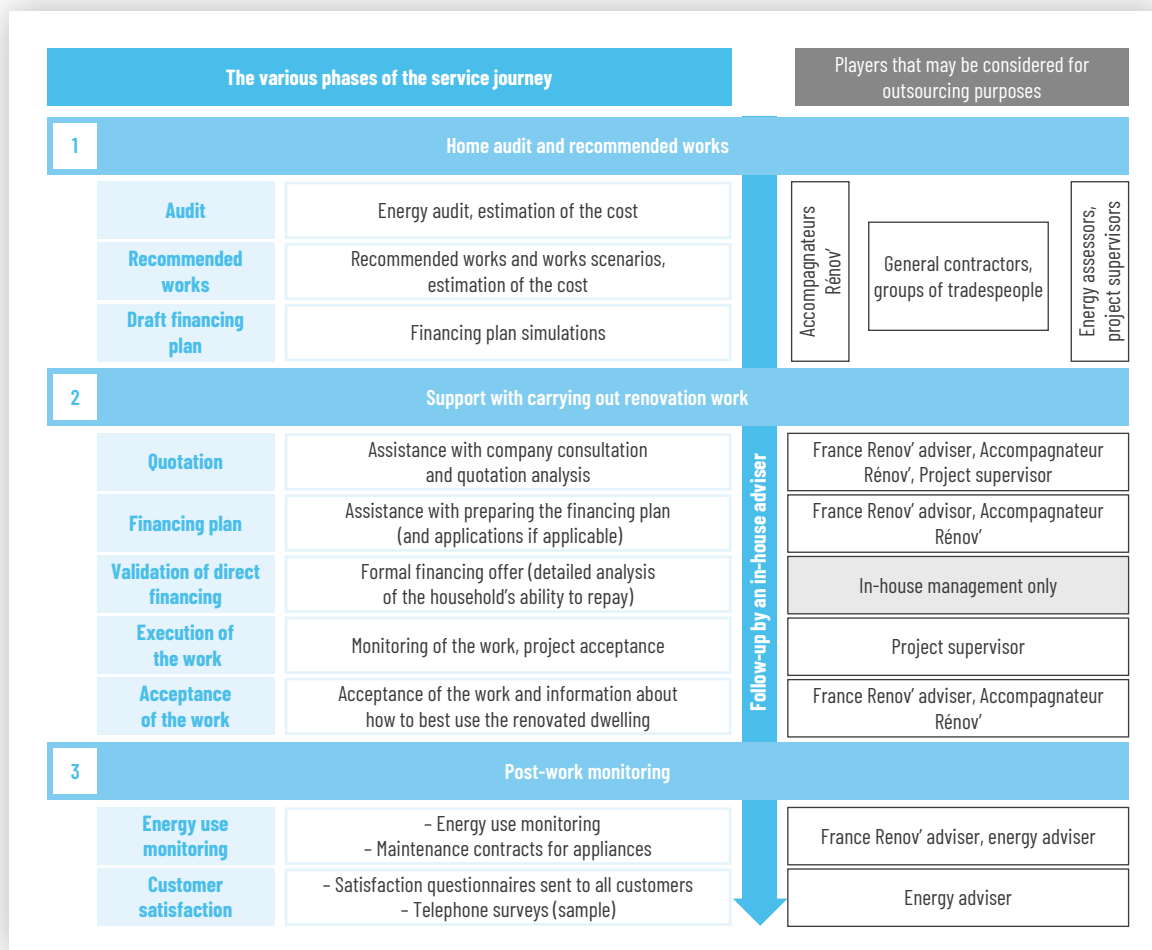 The various phases of the service journey
Players that may be considered for
outsourcing purposes
1
Home audit and recommended works
Audit
Energy audit, estimation of the cost
Recommended
works
Recommended works and works scenarios,
estimation of the cost
Draft financing
plan
Financing plan simulations
Accompagnateurs
Rénov’
General contractors,
groups of tradespeople
Energy assessors,
project supervisors
2
Support with carrying out renovation work
Follow-up by an in-house adviser
Quotation
Assistance with company consultation
and quotation analysis
France Renov’ adviser, Accompagnateur
Rénov’, Project supervisor
Financing plan
Assistance with preparing the financing plan
(and applications if applicable)
France Renov’ advisor, Accompagnateur
Rénov’
Validation of direct
financing
Formal financing offer (detailed analysis
of the household’s ability to repay)
In-house management only
Execution of
the work
Monitoring of the work, project acceptance
Project supervisor
Acceptance
of the work
Acceptance of the work and information about
how to best use the renovated dwelling
France Renov’ adviser, Accompagnateur
Rénov’
3
Post-work monitoring
Energy use
monitoring
– Energy use monitoring
– Maintenance contracts for appliances
France Renov’ adviser, energy adviser
Customer
satisfaction
– Satisfaction questionnaires sent to all customers
– Telephone surveys (sample)
Energy adviser